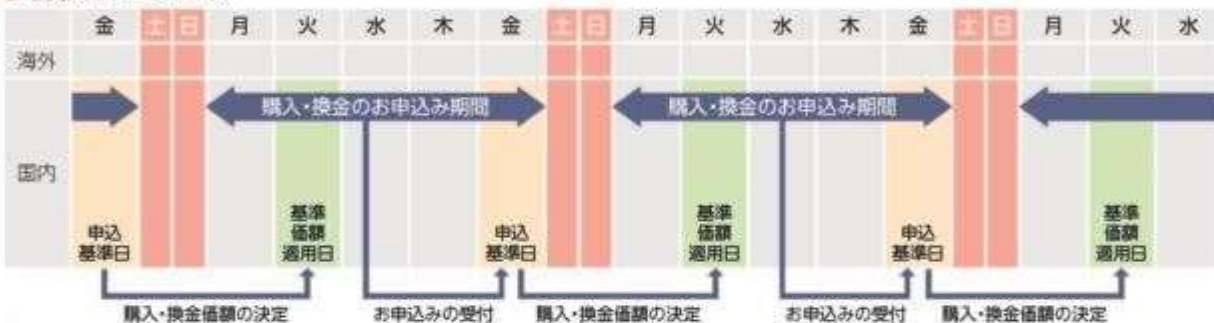 金 土 日 月 火 水 木 金 土 日 月 火 水 木 金 土 日 月 火 水
海外
購入・換金のお申込み期間 購入・換金のお申込み期間
国内
申込
基準日
基準
価額
適用日
申込
基準日
基準
価額
適用日
申込
基準日
基準
価額
適用日
購入・換金価額の決定 お申込みの受付 購入・換金価額の決定 お申込みの受付 購入・換金価額の決定